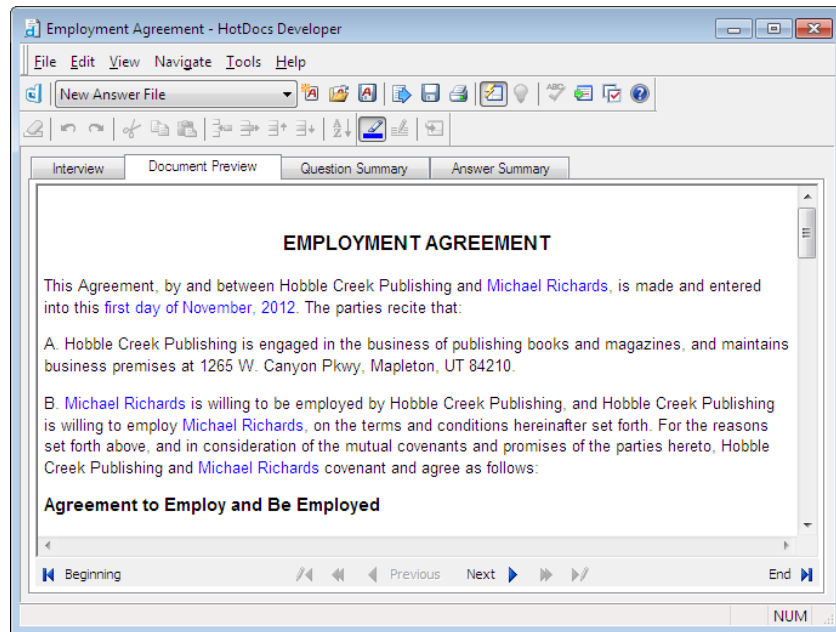 Employment Agreement - HotDocs Developer
File Edit View Navigate Tools Help
New Answer File
Interview Document Preview Question Summary Answer Summary
EMPLOYMENT AGREEMENT
This Agreement, by and between Hobble Creek Publishing and Michael Richards, is made and entered
into this first day of November, 2012. The parties recite that:
A. Hobble Creek Publishing is engaged in the business of publishing books and magazines, and maintains
business premises at 1265 W. Canyon Pkwy, Mapleton, UT 84210.
B. Michael Richards is willing to be employed by Hobble Creek Publishing, and Hobble Creek Publishing
is willing to employ Michael Richards, on the terms and conditions hereinafter set forth. For the reasons
set forth above, and in consideration of the mutual covenants and promises of the parties hereto, Hobble
Creek Publishing and Michael Richards covenant and agree as follows:
Agreement to Employ and Be Employed
Beginning Previous Next End
NUM